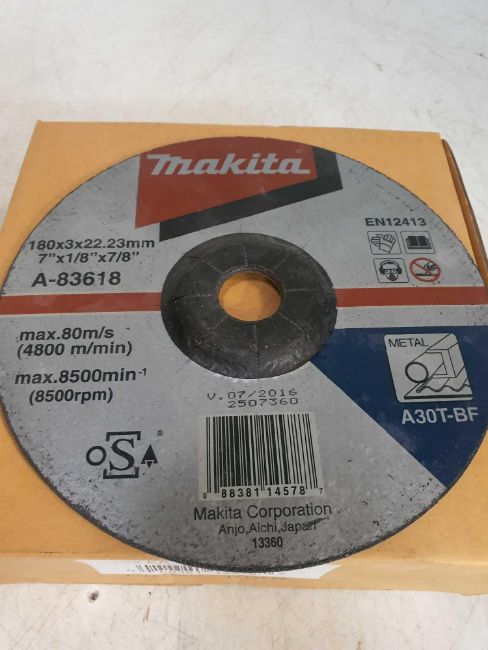 makita
180x3x22.23mm
7"x1/8"x7/8"
A-83618
EN12413
max.80m/s
(4800 m/min)
max.8500min-1
(8500rpm)
METAL
A30T-BF
V.07/2016
2507360
oSA
0 88381 14578 7
Makita Corporation
Anjo,Aichi,Japan
13360